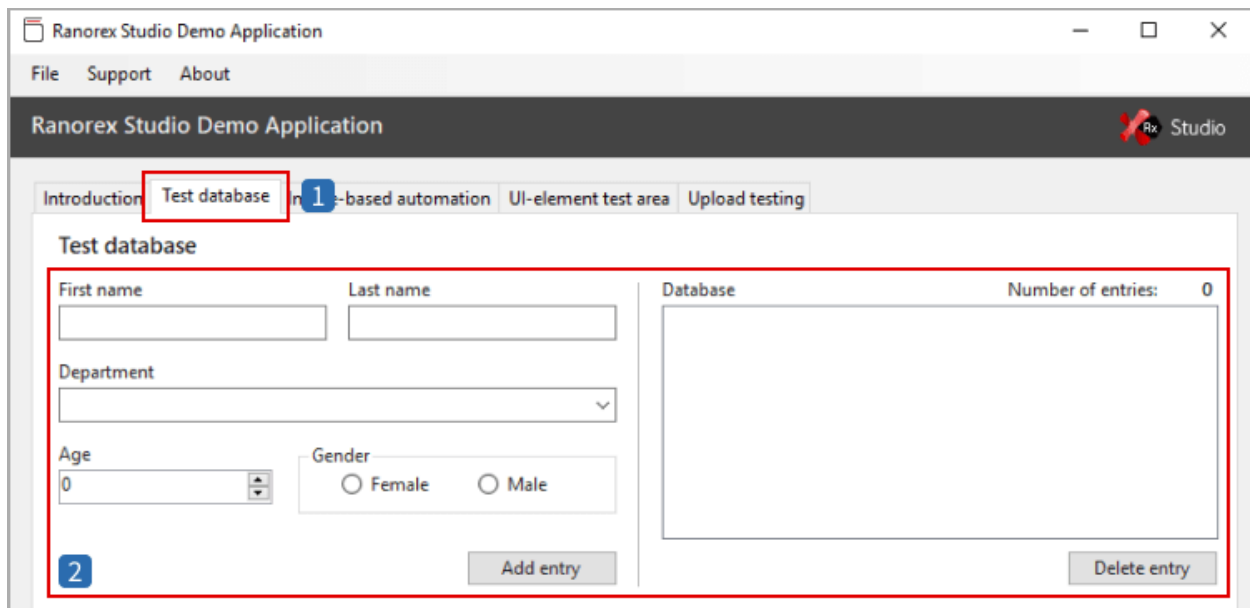 Ranorex Studio Demo Application
File Support About
Ranorex Studio Demo Application
Rx Studio
Introduction Test database 1 -based automation UI-element test area Upload testing
Test database
First name Last name Database Number of entries: 0
Department
Age Gender
0 Female Male
2 Add entry Delete entry